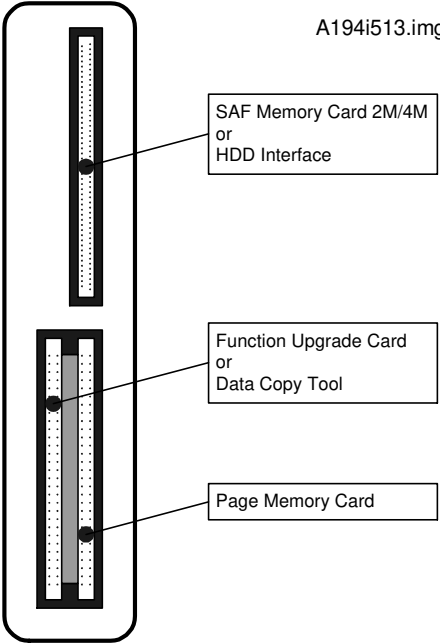 A194i513.img
SAF Memory Card 2M/4M
or
HDD Interface
Function Upgrade Card
or
Data Copy Tool
Page Memory Card